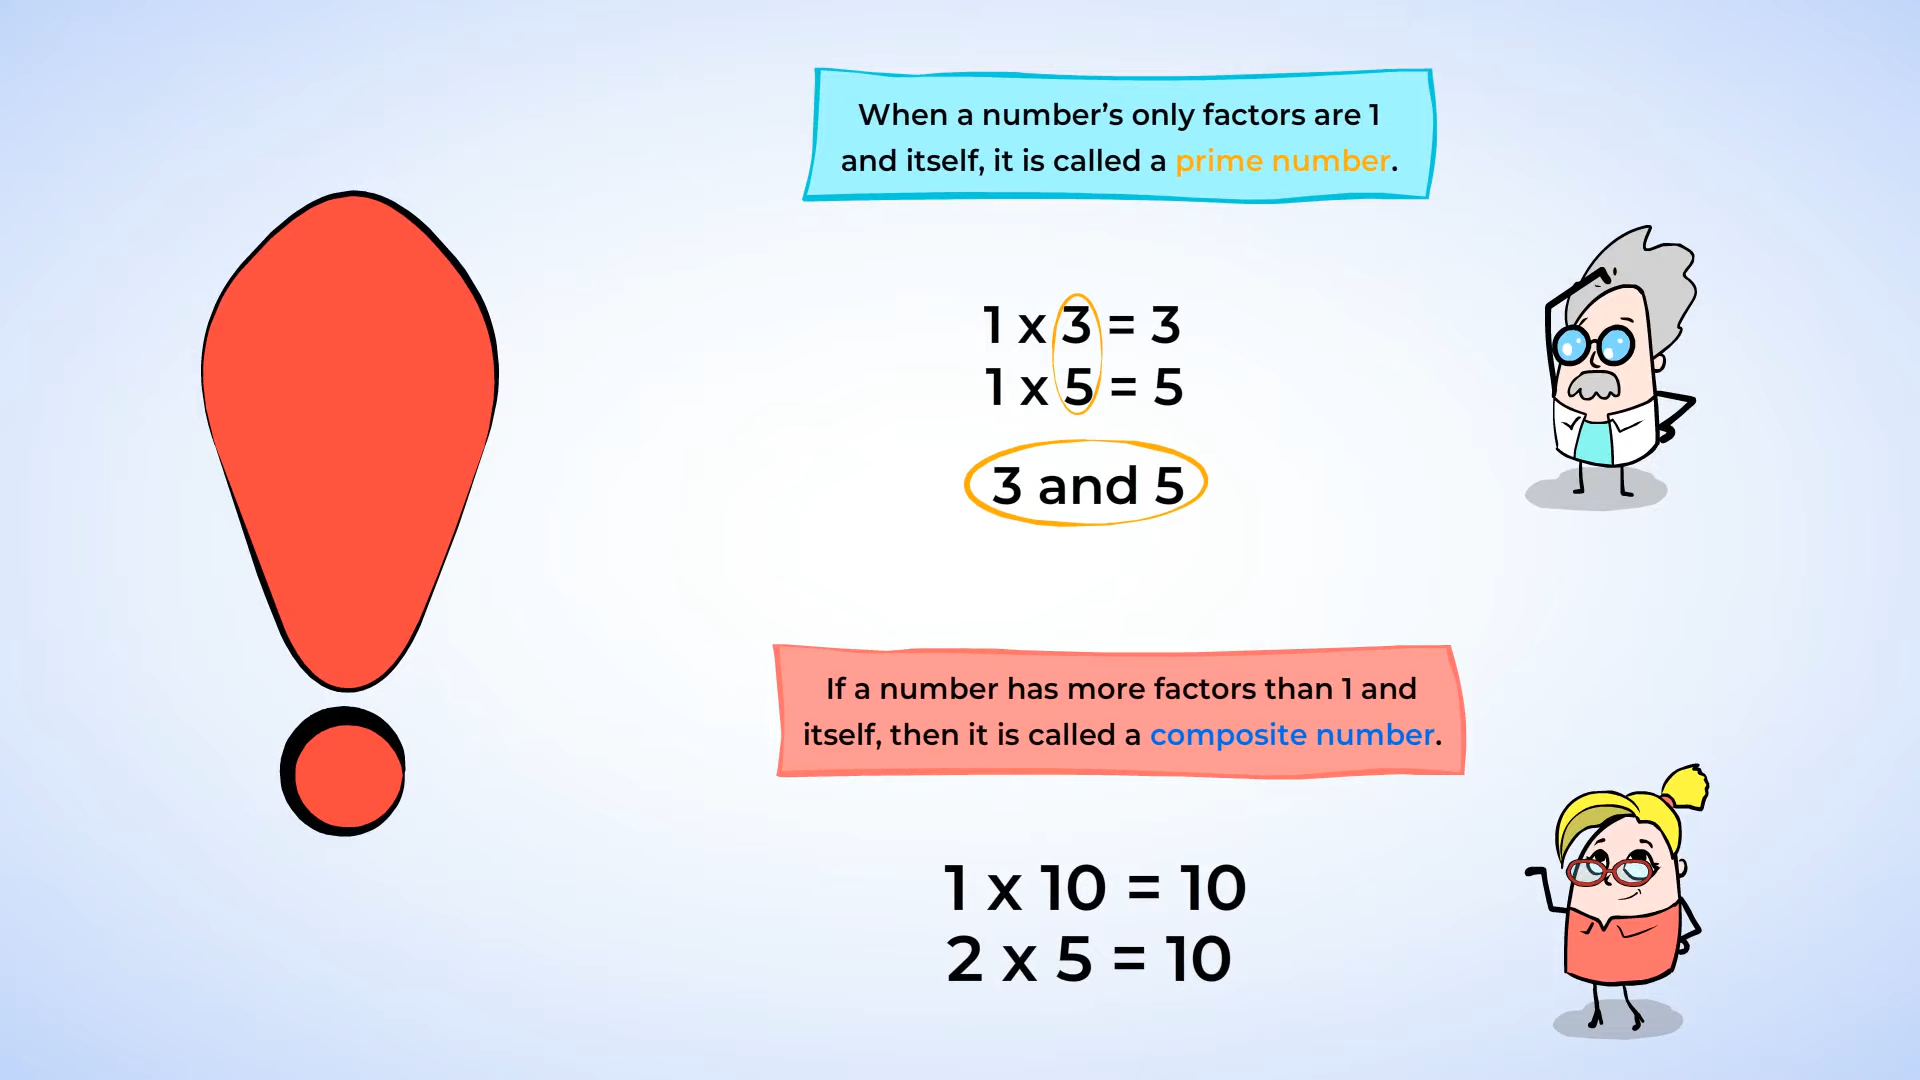 When a number’s only factors are 1
and itself, it is called a prime number.
1 x 3 = 3
1 x 5 = 5
3 and 5
If a number has more factors than 1 and
itself, then it is called a composite number.
1 x 10 = 10
2 x 5 = 10